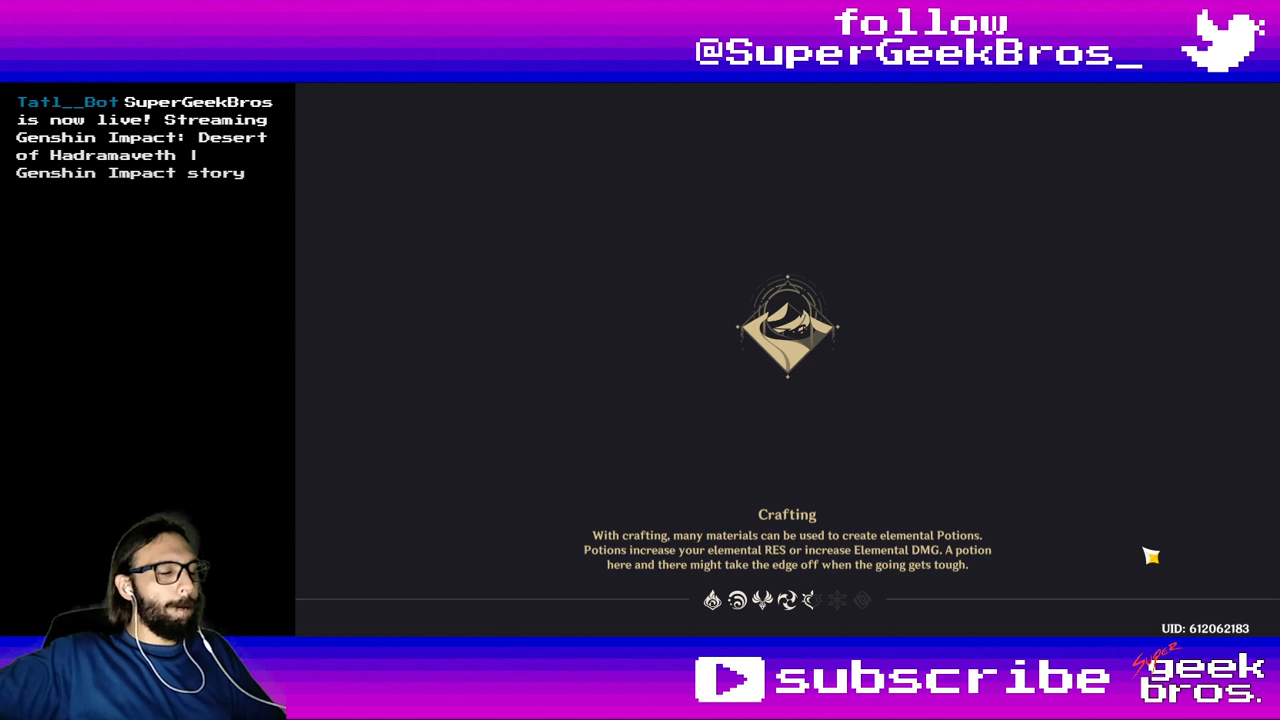 follow
@SuperGeekBros_
Tatl__Bot SuperGeekBros
is now live! Streaming
Genshin Impact: Desert
of Hadramaveth |
Genshin Impact story
Crafting
With crafting, many materials can be used to create elemental Potions.
Potions increase your elemental RES or increase Elemental DMG. A potion
here and there might take the edge off when the going gets tough.
UID: 612062183
subscribe
SUPER
geek
bros.